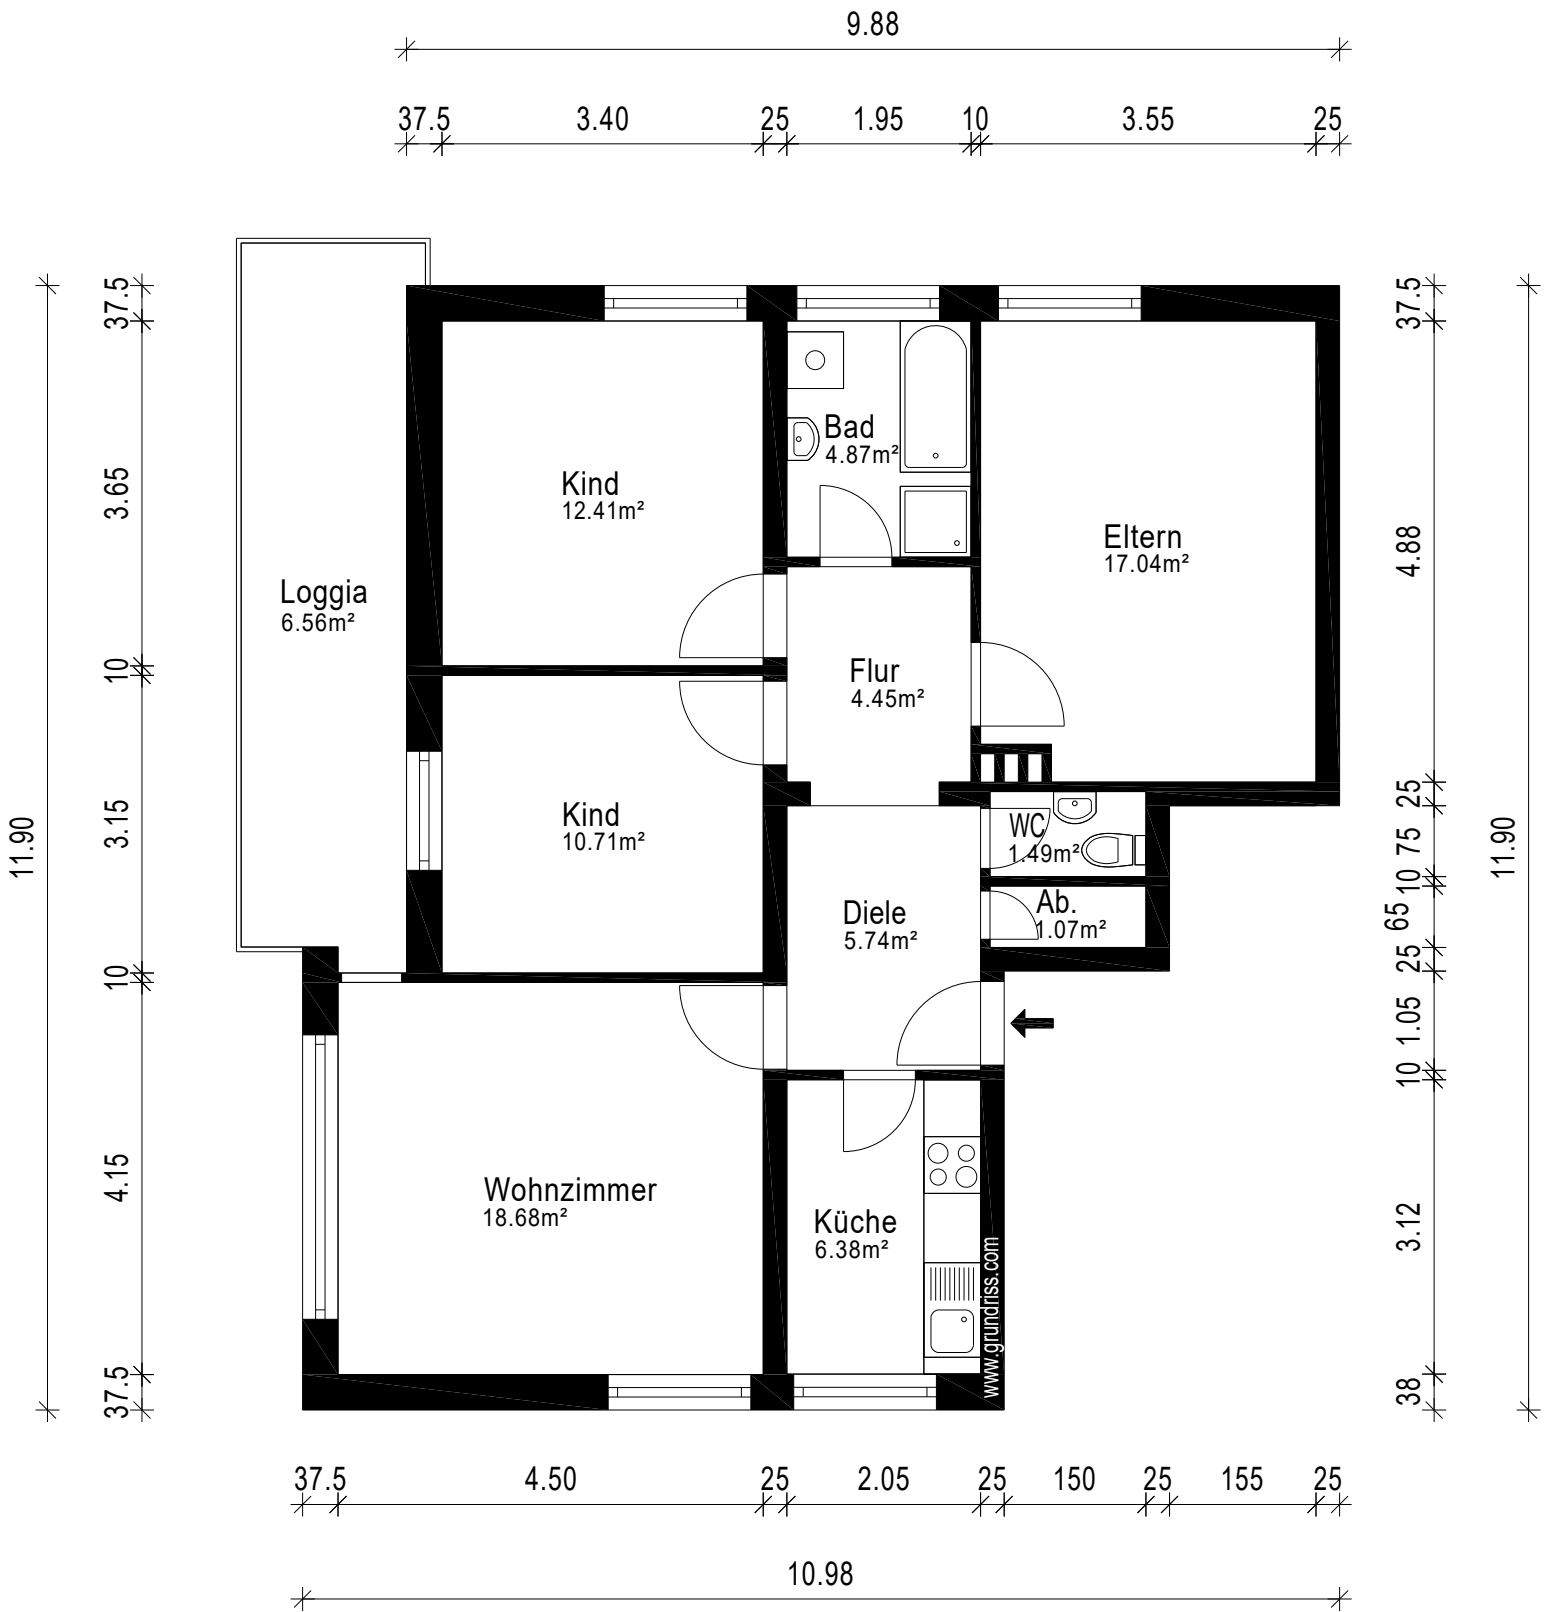 9.88
37.5 3.40 25 1.95 10 3.55 25
37.5
3.65
10
3.15
10
4.15
37.5
11.90
37.5
4.88
25
75
10
65
25
1.05
10
3.12
38
11.90
Bad
4.87m²
Kind
12.41m²
Eltern
17.04m²
Loggia
6.56m²
Flur
4.45m²
Kind
10.71m²
WC
1.49m²
Ab.
1.07m²
Diele
5.74m²
Wohnzimmer
18.68m²
Küche
6.38m²
www.grundriss.com
37.5 4.50 25 2.05 25 150 25 155 25
10.98